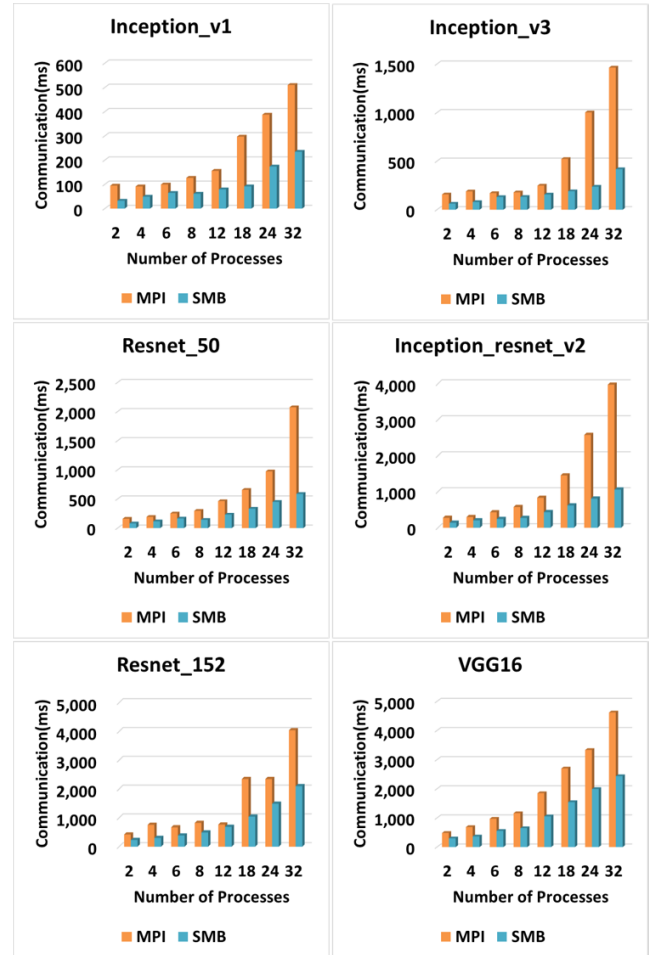 Inception_v1
Communication(ms)
600
500
400
300
200
100
0
2 4 6 8 12 18 24 32
Number of Processes
MPI SMB
Inception_v3
Communication(ms)
1,500
1,000
500
0
2 4 6 8 12 18 24 32
Number of Processes
MPI SMB
Resnet_50
Communication(ms)
2,500
2,000
1,500
1,000
500
0
2 4 6 8 12 18 24 32
Number of Processes
MPI SMB
Inception_resnet_v2
Communication(ms)
4,000
3,000
2,000
1,000
0
2 4 6 8 12 18 24 32
Number of Processes
MPI SMB
Resnet_152
Communication(ms)
5,000
4,000
3,000
2,000
1,000
0
2 4 6 8 12 18 24 32
Number of Processes
MPI SMB
VGG16
Communication(ms)
5,000
4,000
3,000
2,000
1,000
0
2 4 6 8 12 18 24 32
Number of Processes
MPI SMB